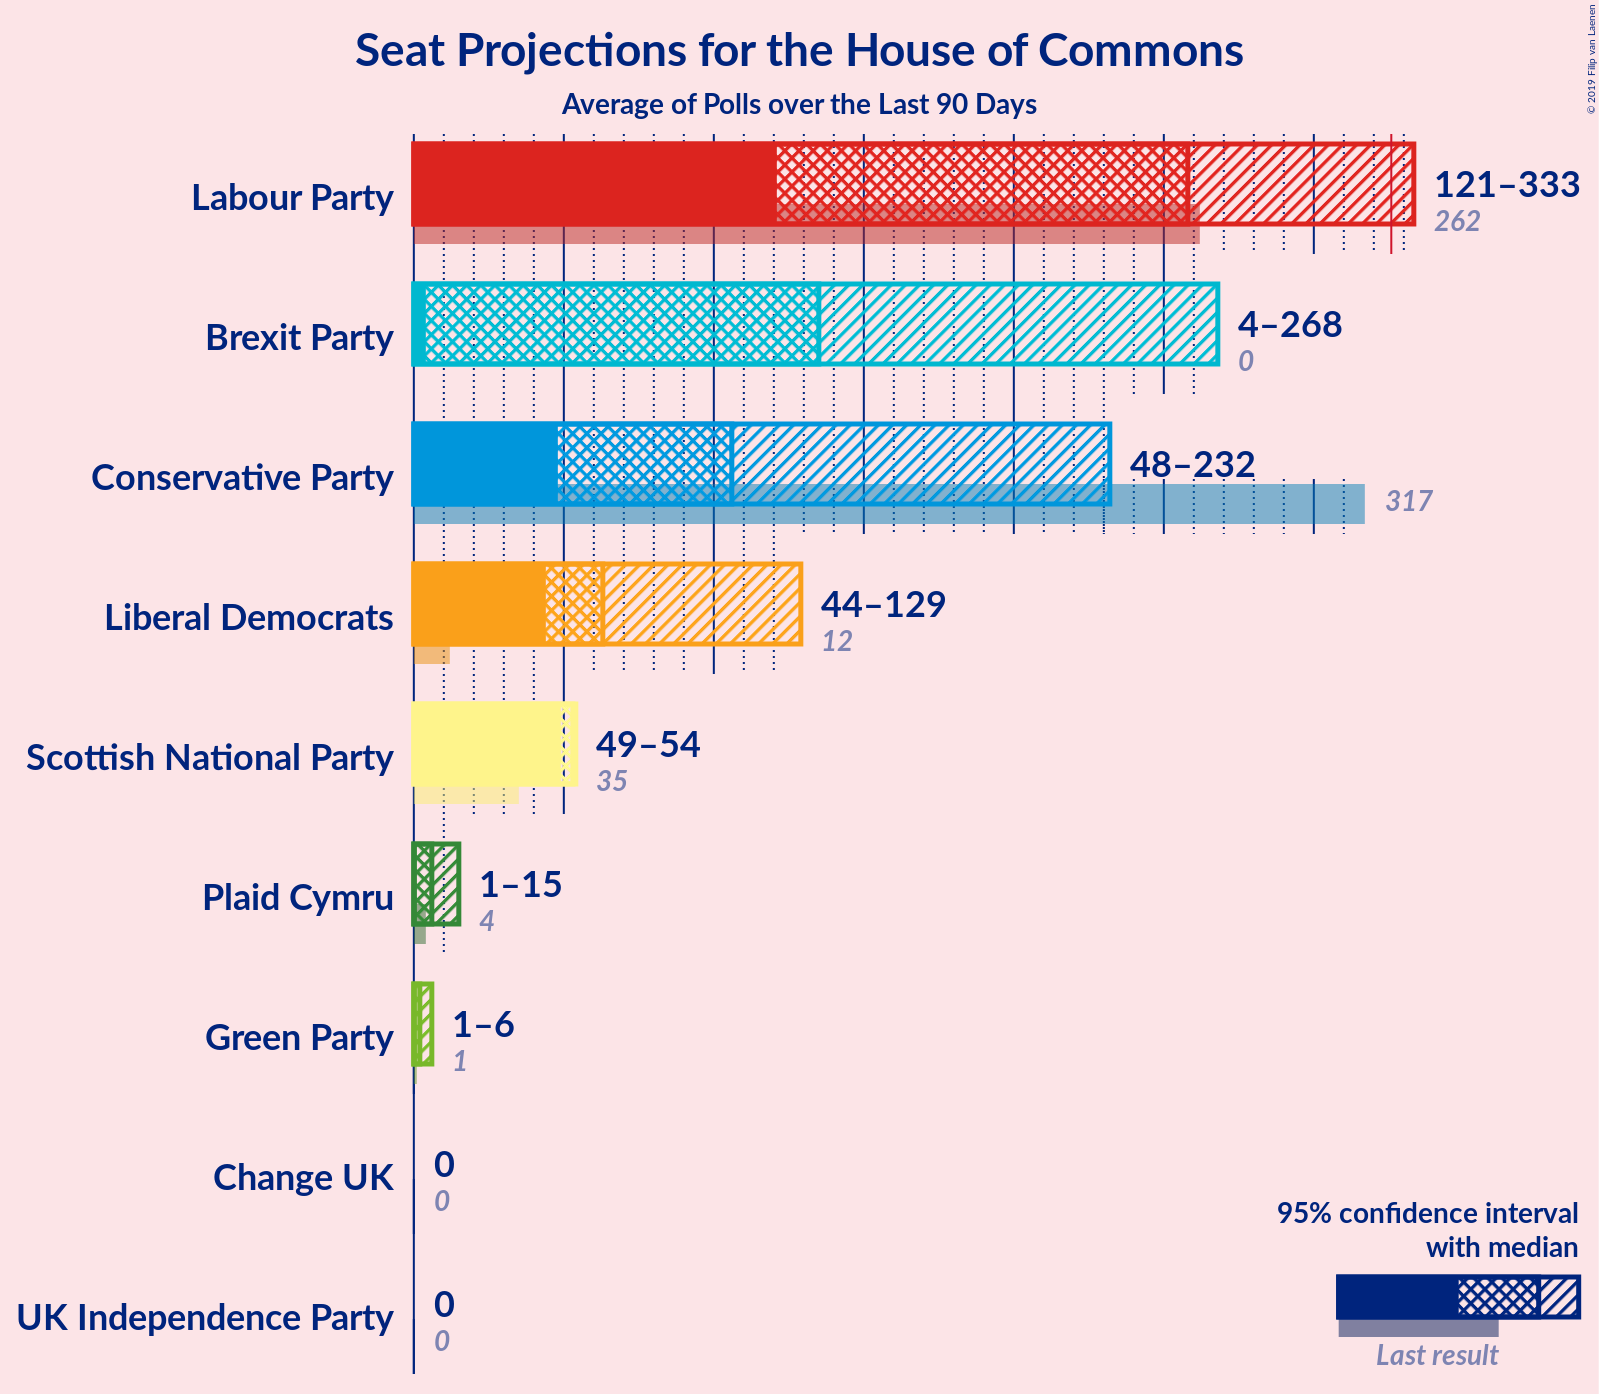 Seat Projections for the House of Commons
Average of Polls over the Last 90 Days
© 2019 Filip van Laenen
Labour Party
121–333
262
Brexit Party
4–268
0
Conservative Party
48–232
317
Liberal Democrats
44–129
12
Scottish National Party
49–54
35
Plaid Cymru
1–15
4
Green Party
1–6
1
Change UK
0
0
UK Independence Party
0
0
95% confidence interval
with median
Last result